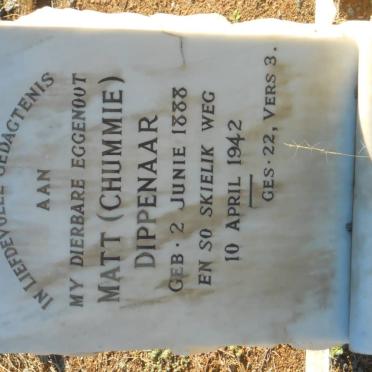 IN LIEFDEVOLLE GEDAGTENIS
AAN
MY DIERBARE EGGENOOT
MATT (CHUMMIE)
DIPPENAAR
GEB. 2 JUNIE 1888
EN SO SKIELIK WEG
10 APRIL 1942
GES. 22, VERS 3.